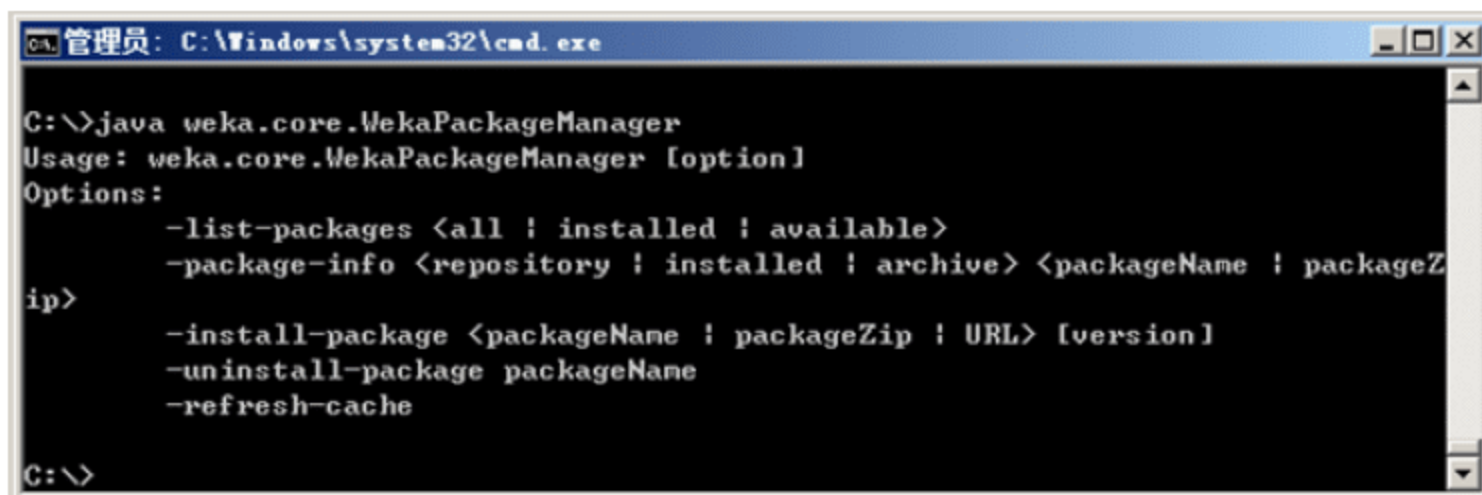 管理员: C:\Windows\system32\cmd.exe
C:\>java weka.core.WekaPackageManager
Usage: weka.core.WekaPackageManager [option]
Options:
        -list-packages <all | installed | available>
        -package-info <repository | installed | archive> <packageName | packageZ
ip>
        -install-package <packageName | packageZip | URL> [version]
        -uninstall-package packageName
        -refresh-cache
C:\>